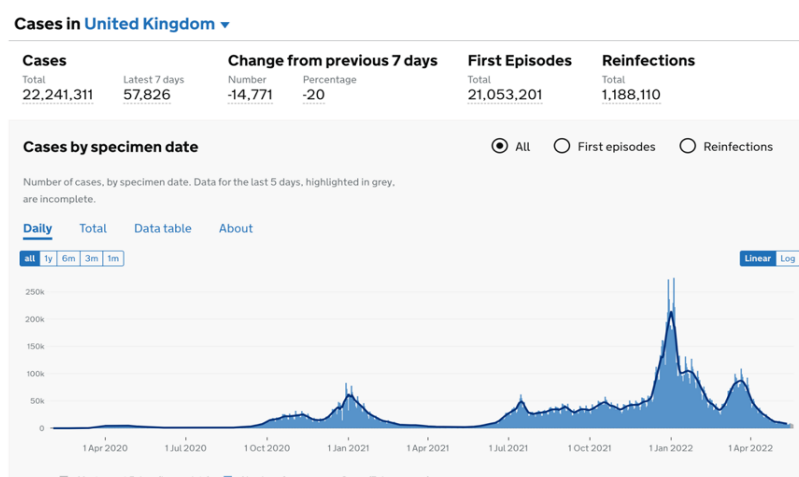 Cases in United Kingdom
Cases
Change from previous 7 days
First Episodes
Reinfections
Total
Latest 7 days
Number
Percentage
Total
Total
22,241,311
57,826
-14,771
-20
21,053,201
1,188,110
Cases by specimen date
All
First episodes
Reinfections
Number of cases, by specimen date. Data for the last 5 days, highlighted in grey,
are incomplete.
Daily
Total
Data table
About
all
1y
6m
3m
1m
Linear
Log
250k
200k
150k
100k
50k
0
1 Apr 2020
1 Jul 2020
1 Oct 2020
1 Jan 2021
1 Apr 2021
1 Jul 2021
1 Oct 2021
1 Jan 2022
1 Apr 2022